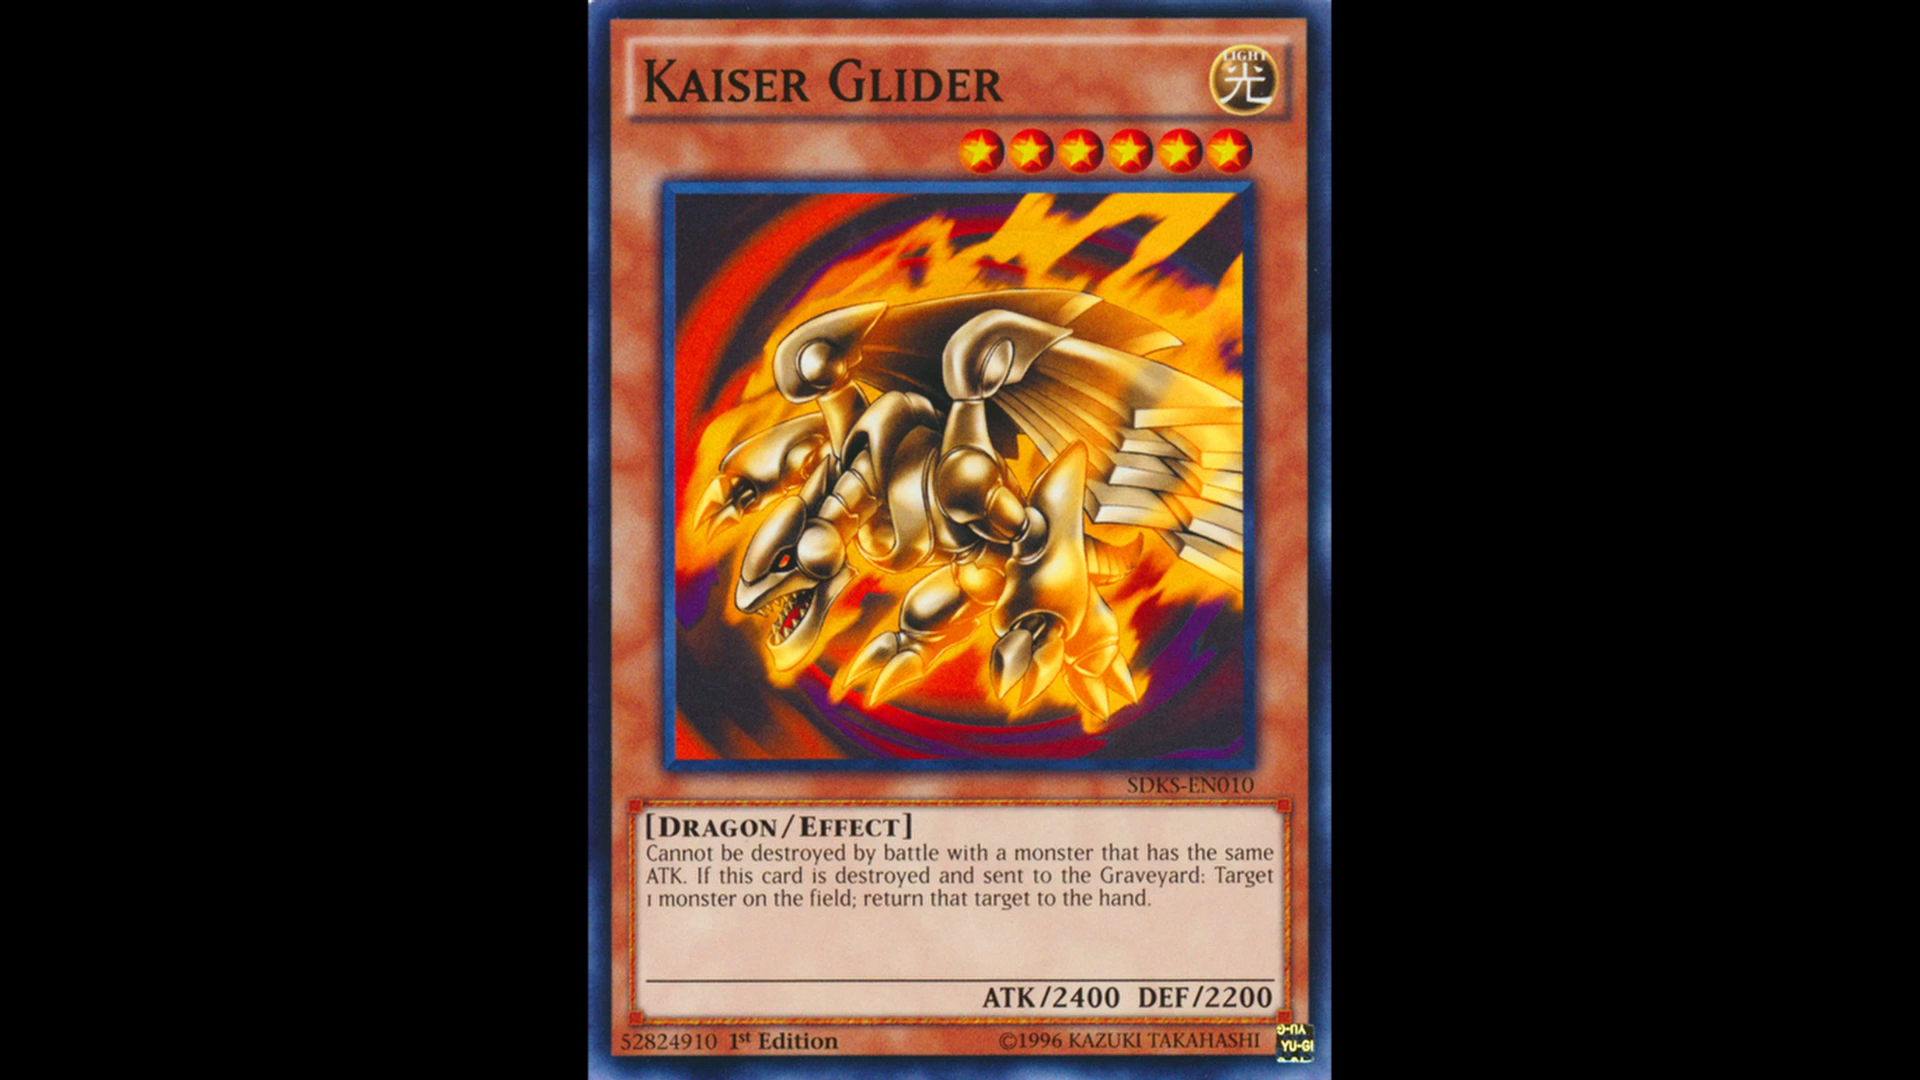 KAISER GLIDER
LIGHT
光
SDKS-EN010
[DRAGON/EFFECT]
Cannot be destroyed by battle with a monster that has the same
ATK. If this card is destroyed and sent to the Graveyard: Target
1 monster on the field; return that target to the hand.
ATK/2400 DEF/2200
52824910 1st Edition
©1996 KAZUKI TAKAHASHI
YU-GI